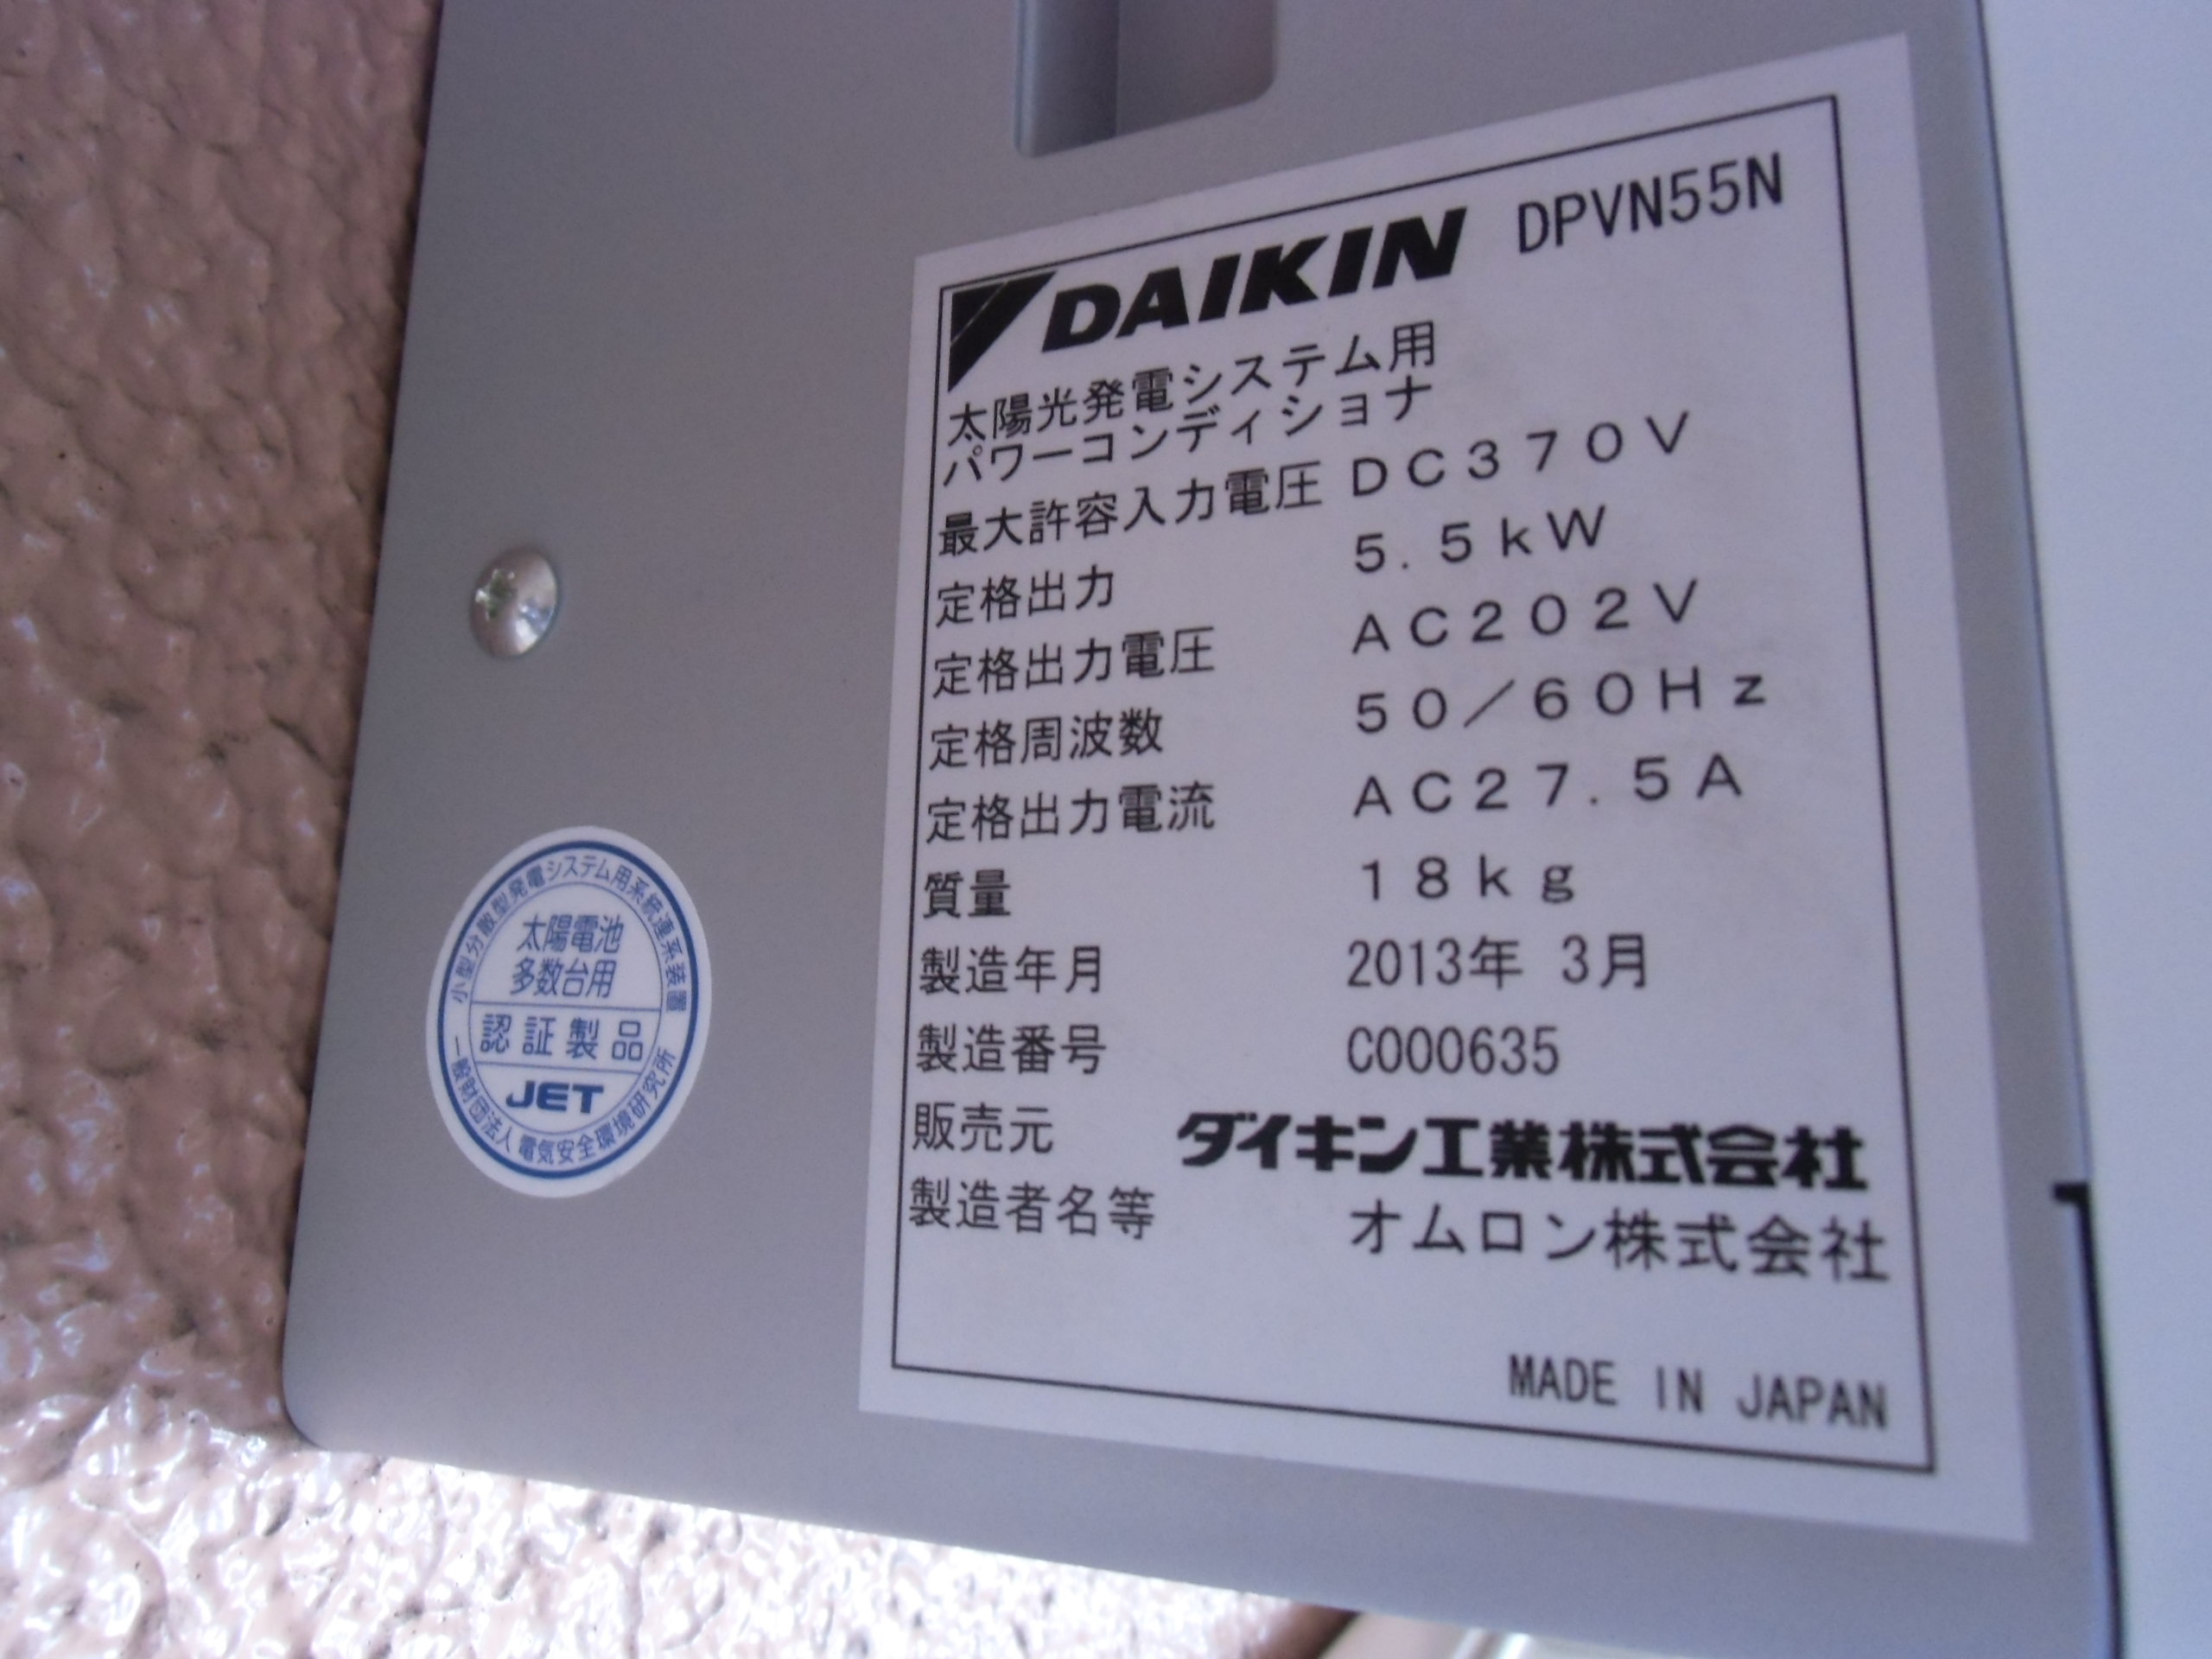 DAIKIN DPVN55N
太陽光発電システム用
パワーコンディショナ
最大許容入力電圧 DC370V
定格出力 5.5kW
定格出力電圧 AC202V
定格周波数 50/60Hz
定格出力電流 AC27.5A
質量 18kg
製造年月 2013年 3月
製造番号 C000635
販売元 ダイキン工業株式会社
製造者名等 オムロン株式会社
MADE IN JAPAN
小型分散型発電システム用系統連系装置
太陽電池
多数台用
認証製品
JET
一般財団法人 電気安全環境研究所